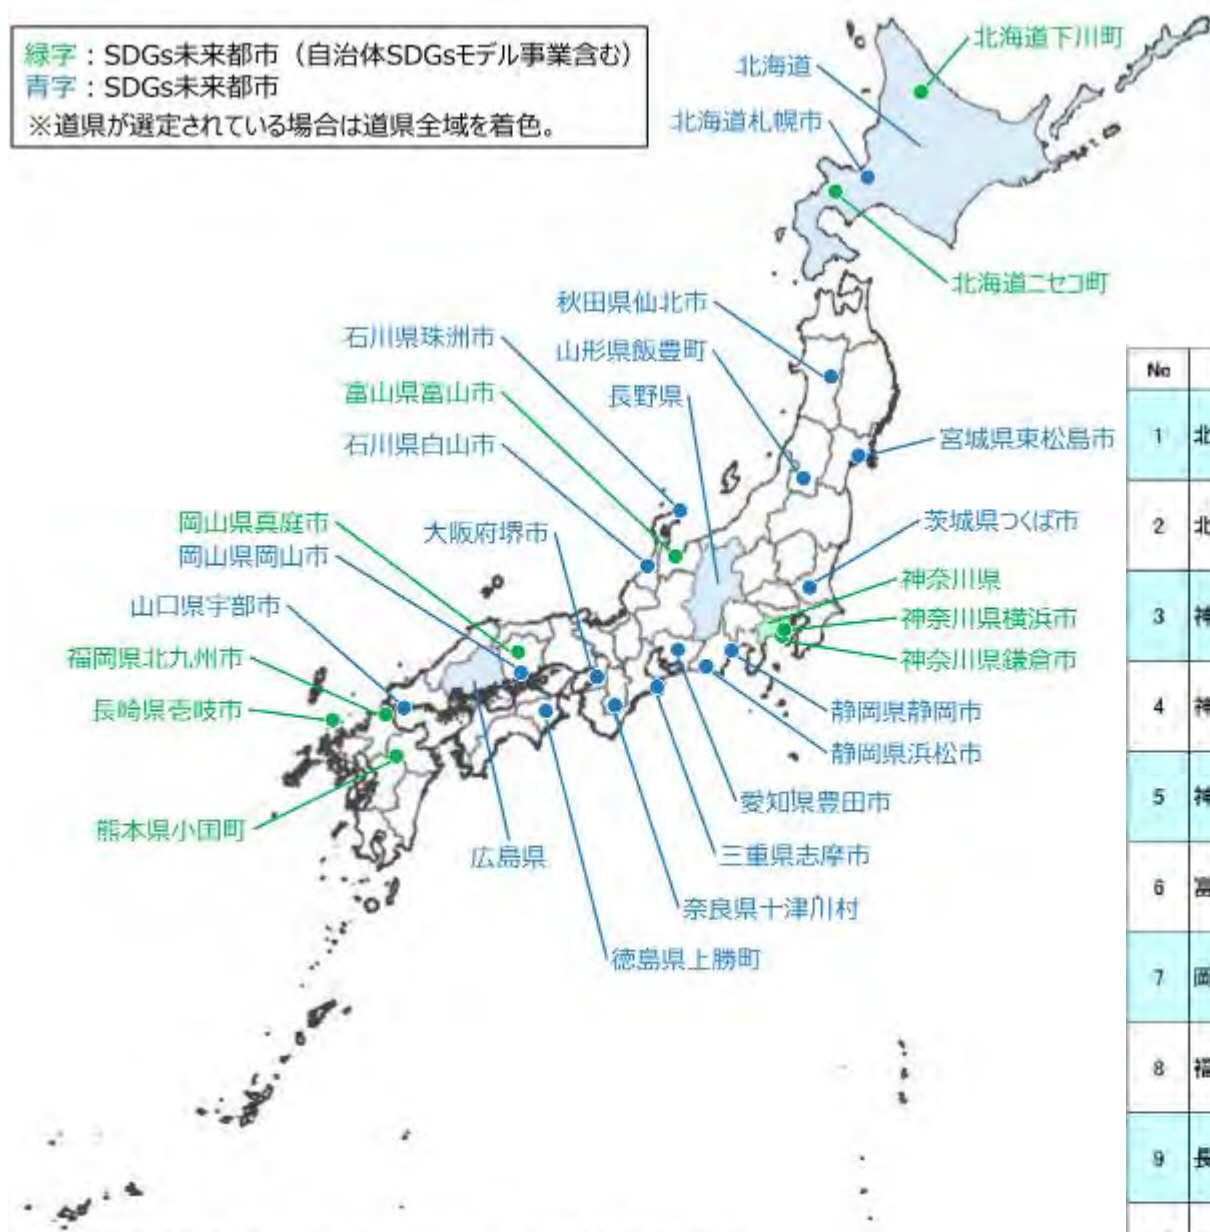 緑字：SDGs未来都市（自治体SDGsモデル事業含む）
青字：SDGs未来都市
※道県が選定されている場合は道県全域を着色。
北海道下川町
北海道
北海道札幌市
北海道ニセコ町
秋田県仙北市
石川県珠洲市
山形県飯豊町
富山県富山市
長野県
石川県白山市
宮城県東松島市
岡山県真庭市
大阪府堺市
茨城県つくば市
岡山県岡山市
神奈川県
山口県宇部市
神奈川県横浜市
福岡県北九州市
神奈川県鎌倉市
長崎県壱岐市
静岡県静岡市
静岡県浜松市
愛知県豊田市
熊本県小国町
広島県
三重県志摩市
奈良県十津川村
徳島県上勝町
No
1 北
2 北
3 神
4 神
5 神
6 富
7 岡
8 福
9 長